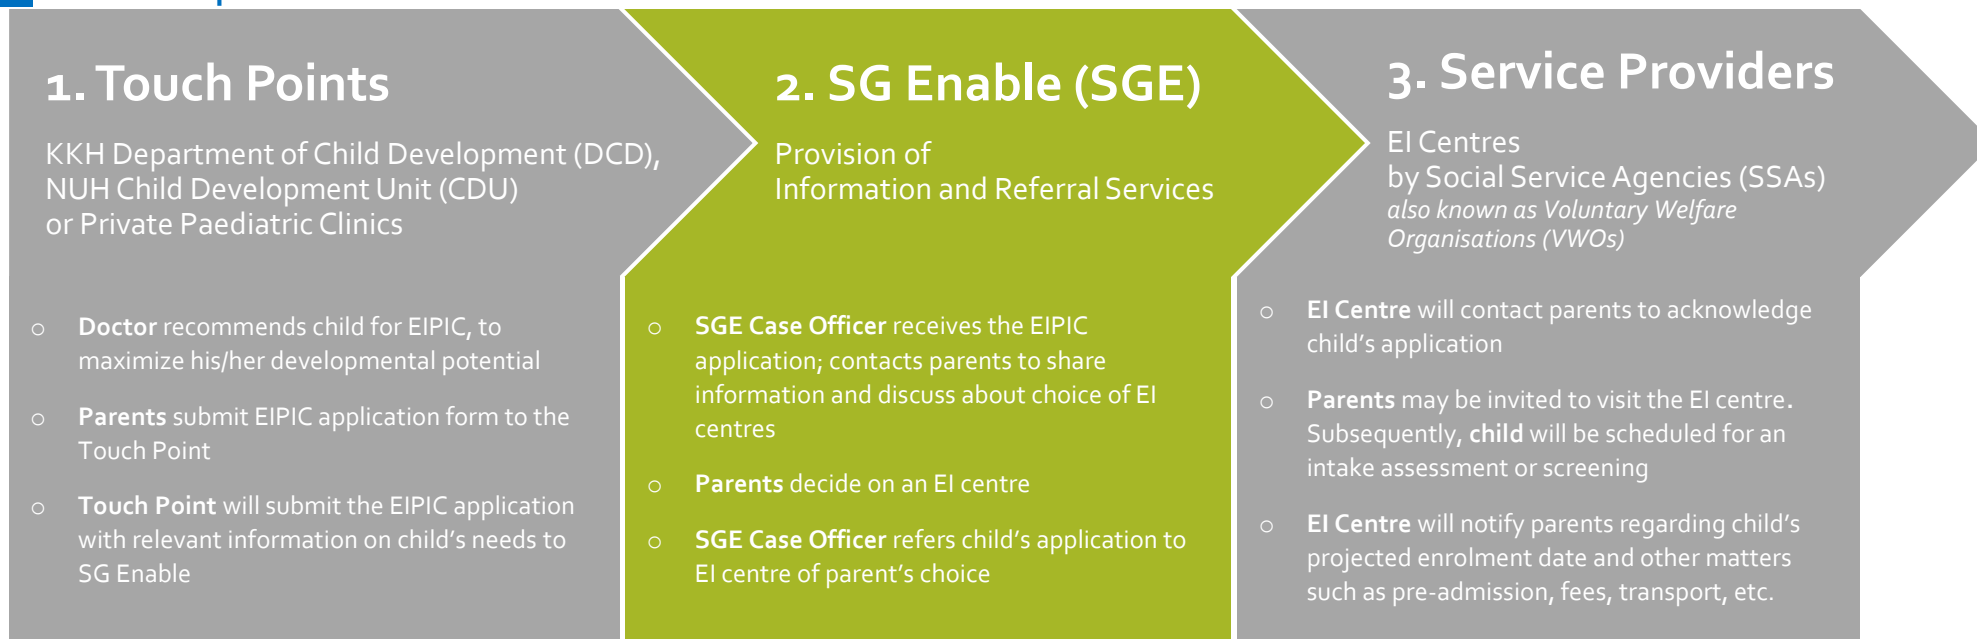 1. Touch Points
KKH Department of Child Development (DCD),
NUH Child Development Unit (CDU)
or Private Paediatric Clinics
o Doctor recommends child for EIPIC, to
maximize his/her developmental potential
o Parents submit EIPIC application form to the
Touch Point
o Touch Point will submit the EIPIC application
with relevant information on child's needs to
SG Enable
2. SG Enable (SGE)
Provision of
Information and Referral Services
o SGE Case Officer receives the EIPIC
application; contacts parents to share
information and discuss about choice of EI
centres
o Parents decide on an EI centre
o SGE Case Officer refers child's application to
EI centre of parent's choice
3. Service Providers
EI Centres
by Social Service Agencies (SSAs)
also known as Voluntary Welfare
Organisations (VWOs)
o EI Centre will contact parents to acknowledge
child's application
o Parents may be invited to visit the EI centre.
Subsequently, child will be scheduled for an
intake assessment or screening
o EI Centre will notify parents regarding child's
projected enrolment date and other matters
such as pre-admission, fees, transport, etc.